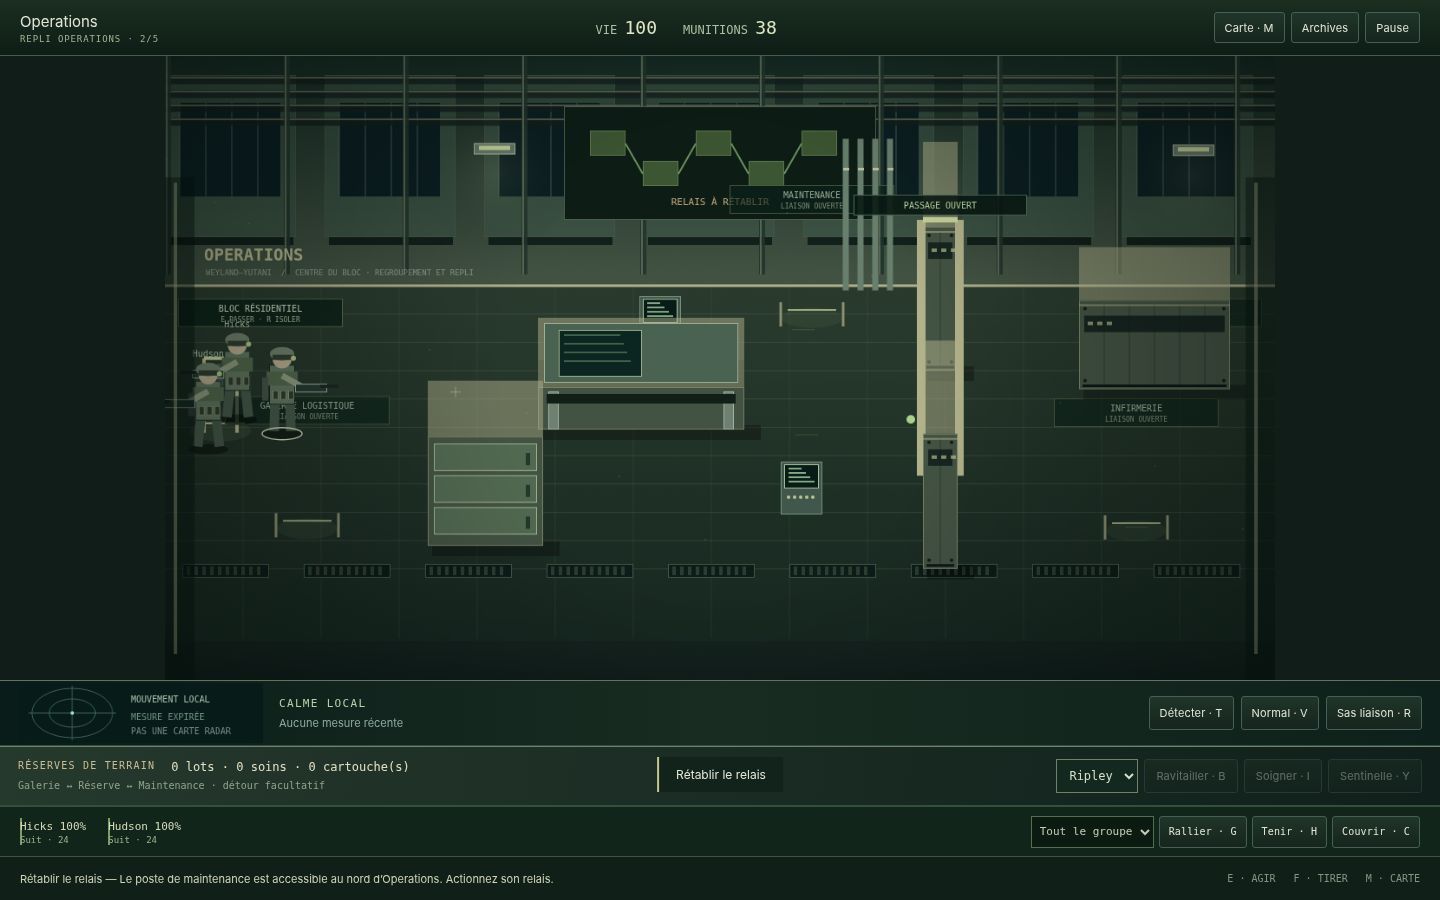 Operations
REPLI OPERATIONS · 2/5
VIE 100 MUNITIONS 38
Carte · M
Archives
Pause
RELAIS À RÉTABLIR
MAINTENANCE
LIAISON OUVERTE
PASSAGE OUVERT
OPERATIONS
WEYLAND-YUTANI / CENTRE DU BLOC · REGROUPEMENT ET REPLI
BLOC RÉSIDENTIEL
E PASSER · R ISOLER
Hicks
Hudson
LOGISTIQUE
OUVERTE
INFIRMERIE
LIAISON OUVERTE
MOUVEMENT LOCAL
MESURE EXPIRÉE
PAS UNE CARTE RADAR
CALME LOCAL
Aucune mesure récente
Détecter · T
Normal · V
Sas liaison · R
RÉSERVES DE TERRAIN 0 lots · 0 soins · 0 cartouche(s)
Galerie ↔ Réserve ↔ Maintenance · détour facultatif
Rétablir le relais
Ripley
Ravitailler · B
Soigner · I
Sentinelle · Y
Hicks 100%
Suit · 24
Hudson 100%
Suit · 24
Tout le groupe
Rallier · G
Tenir · H
Couvrir · C
Rétablir le relais — Le poste de maintenance est accessible au nord d'Operations. Actionnez son relais.
E · AGIR F · TIRER M · CARTE